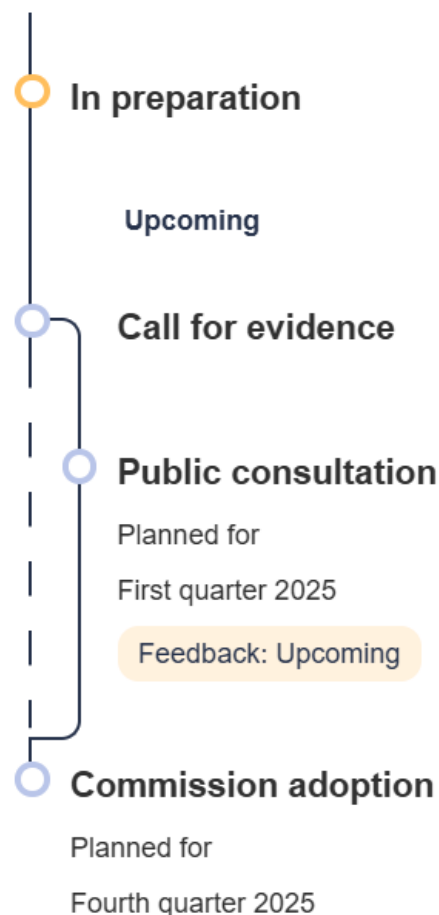 In preparation
Upcoming
Call for evidence
Public consultation
Planned for
First quarter 2025
Feedback: Upcoming
Commission adoption
Planned for
Fourth quarter 2025